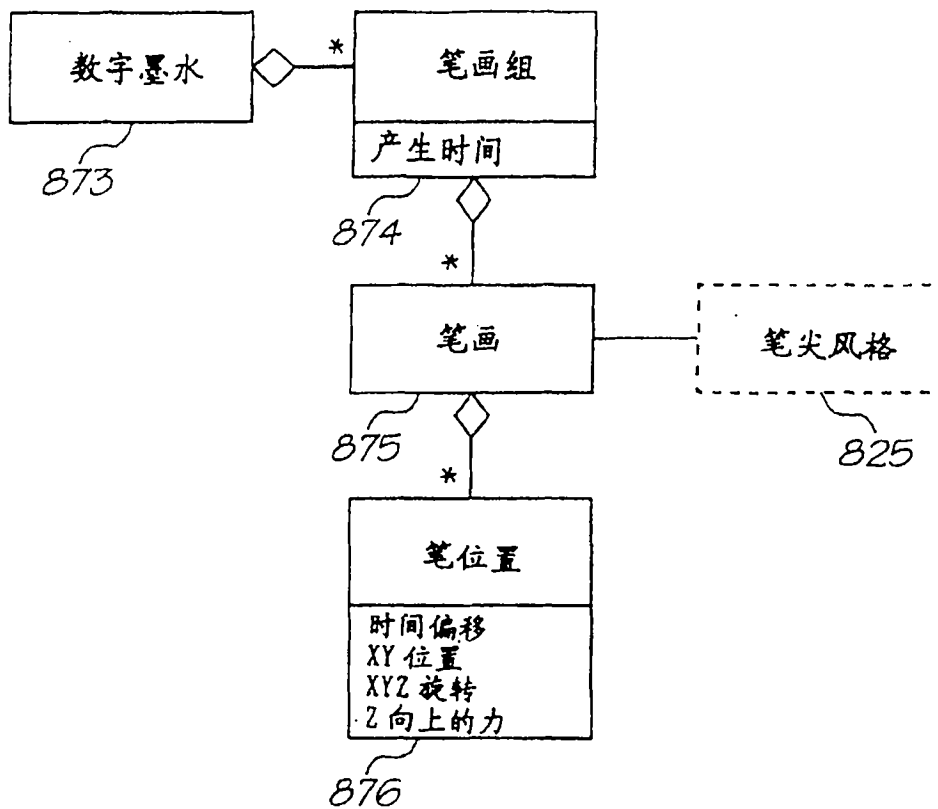 数字墨水
*
笔画组
产生时间
873
874
*
笔画
笔尖风格
875
825
*
笔位置
时间偏移
XY 位置
XYZ 旋转
Z 向上的力
876